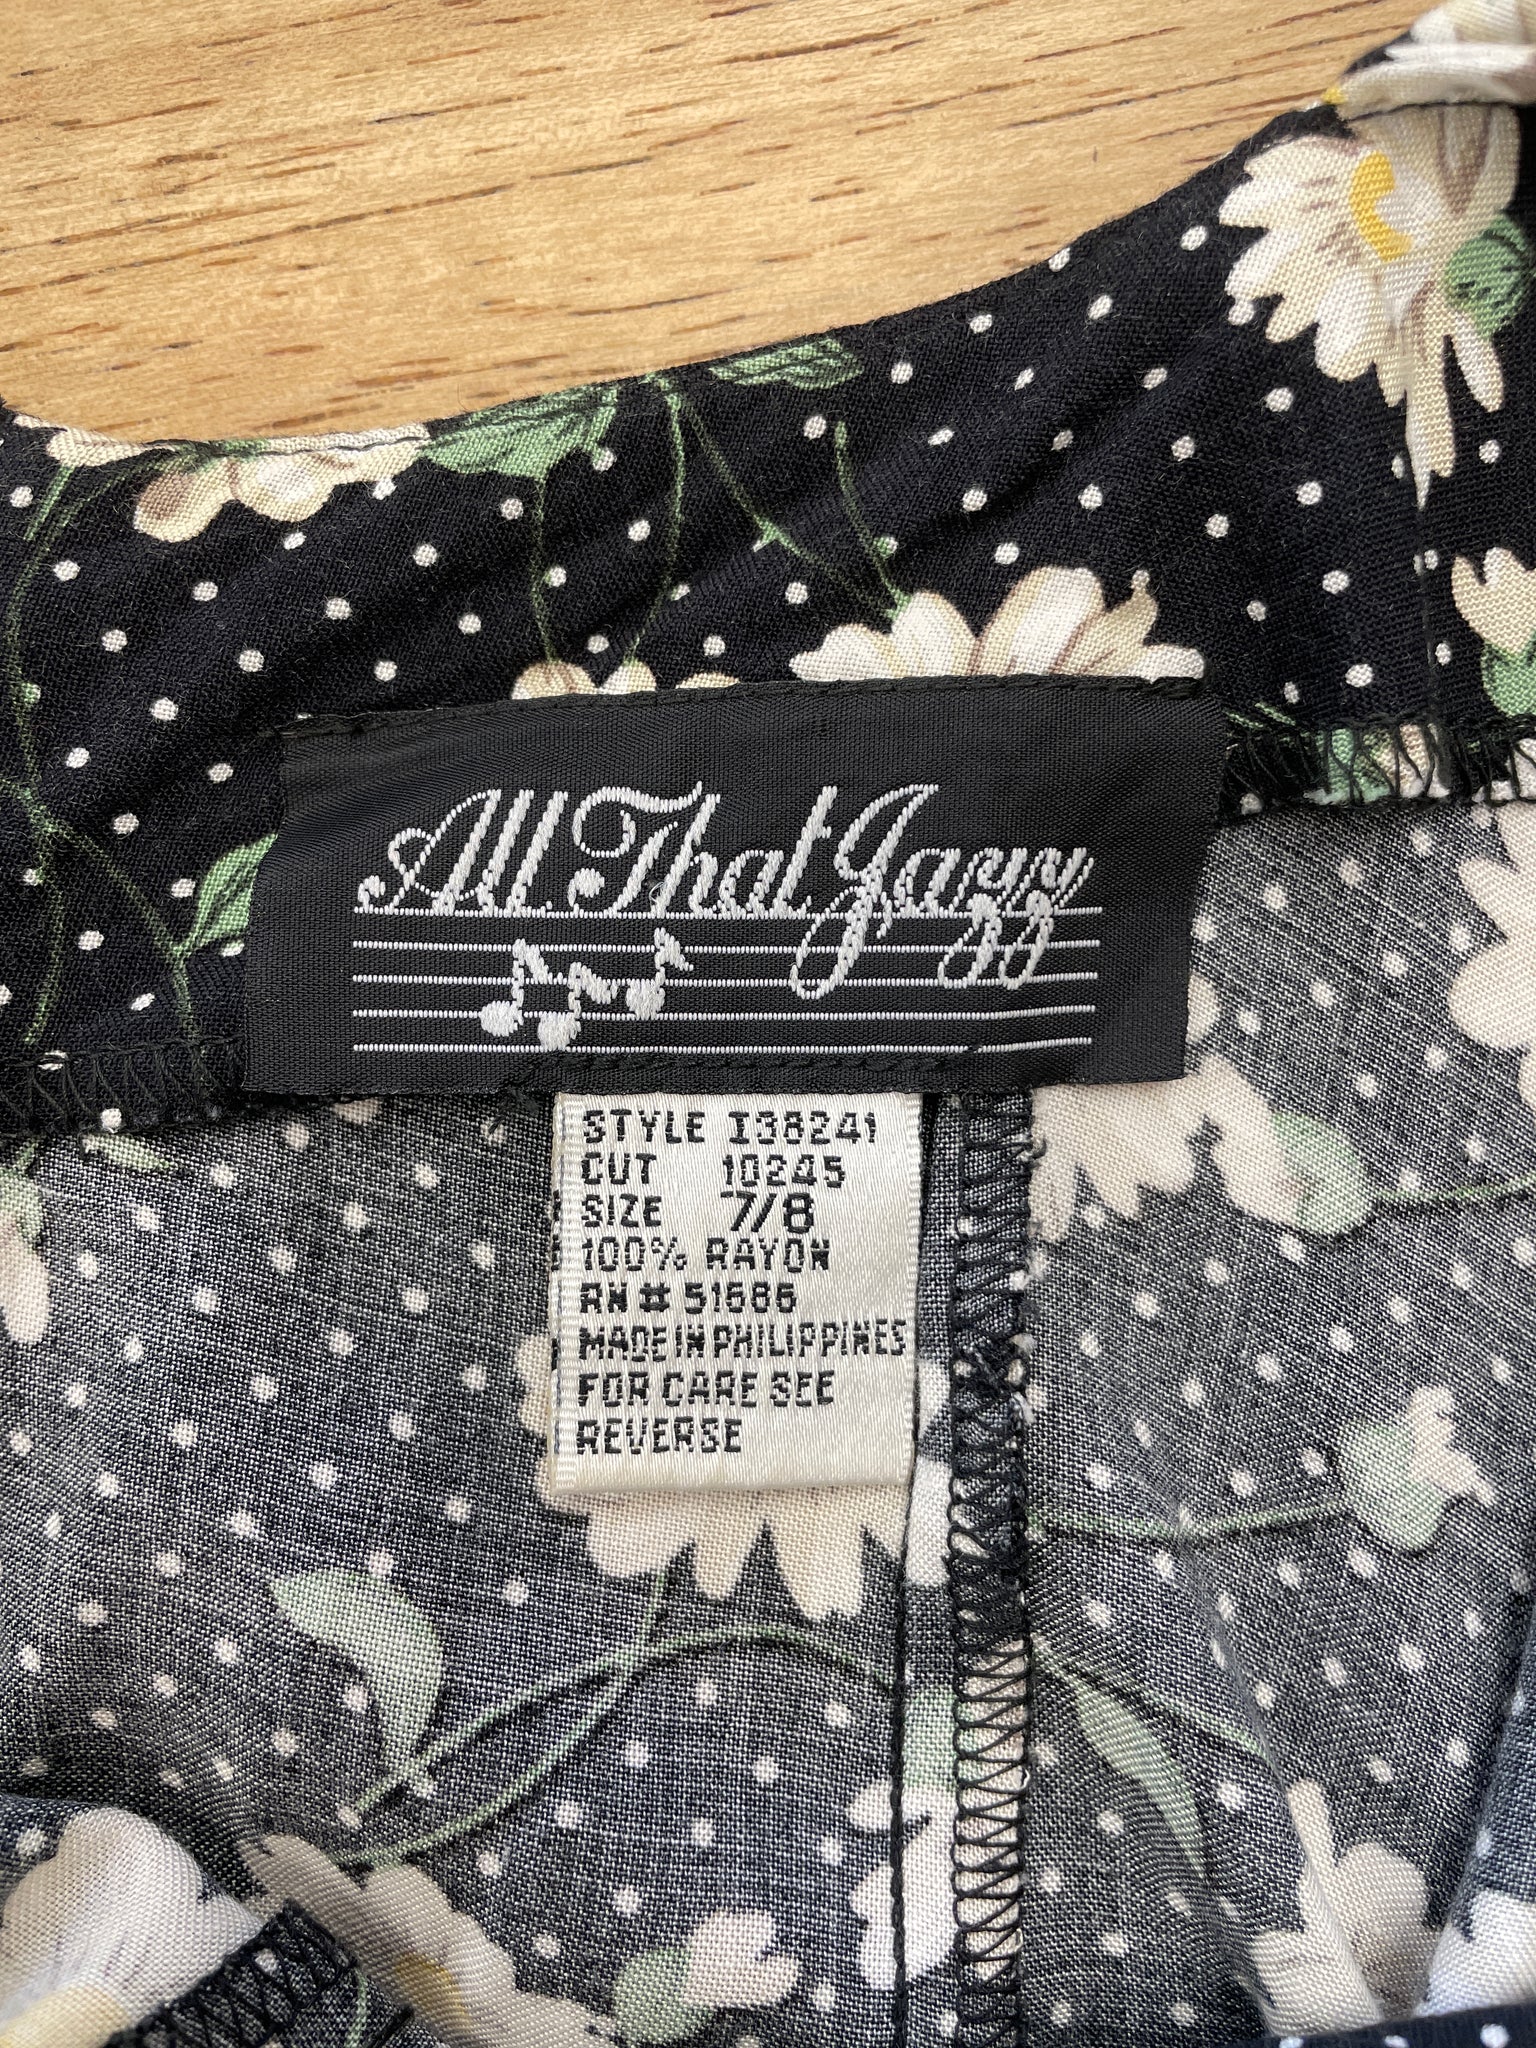 All That Jazz
STYLE I38241
CUT 10245
SIZE 7/8
100% RAYON
RN# 51686
MADE IN PHILIPPINES
FOR CARE SEE
REVERSE